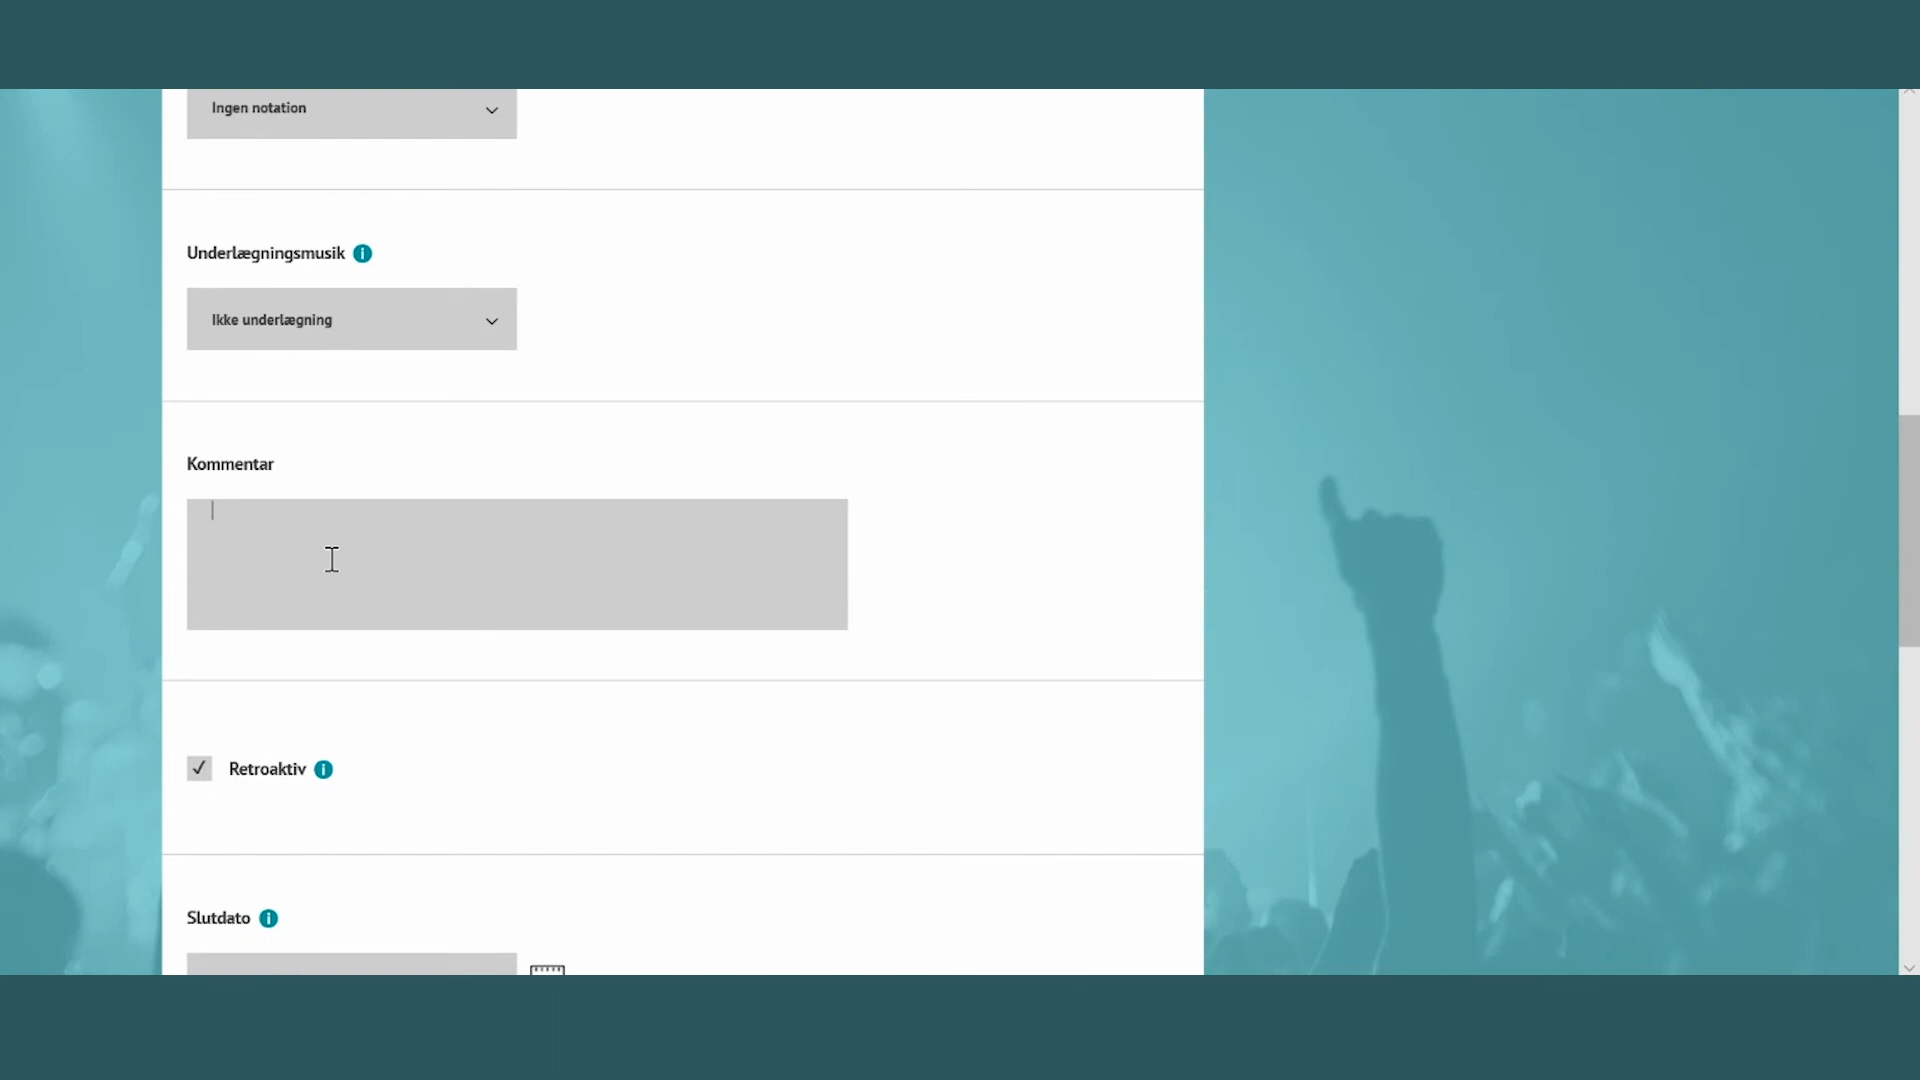 Ingen notation
Underlægningsmusik
Ikke underlægning
Kommentar
Retroaktiv
Slutdato